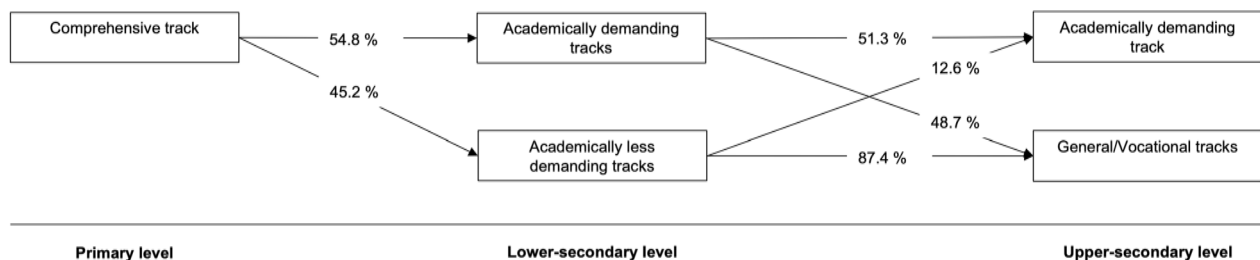 Comprehensive track
54.8 %
45.2 %
Academically demanding
tracks
Academically less
demanding tracks
51.3 %
12.6 %
48.7 %
87.4 %
Academically demanding
track
General/Vocational tracks
Primary level
Lower-secondary level
Upper-secondary level